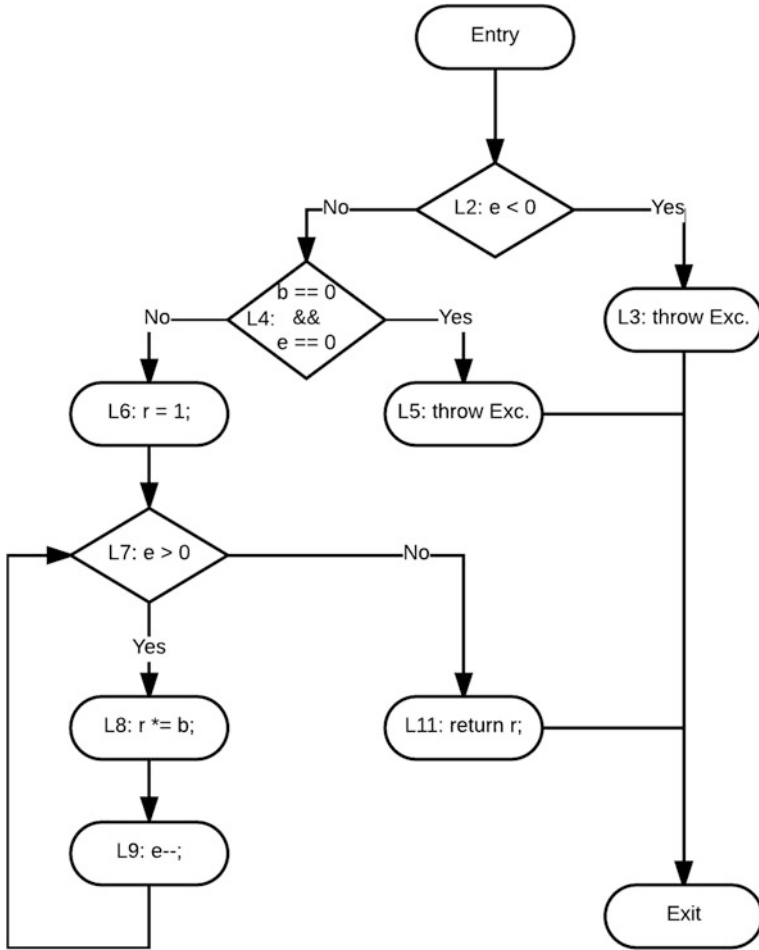 Entry
L2: e < 0
No
Yes
b == 0
L4: &&
e == 0
L3: throw Exc.
No
Yes
L6: r = 1;
L5: throw Exc.
L7: e > 0
No
Yes
L8: r *= b;
L11: return r;
L9: e--;
Exit